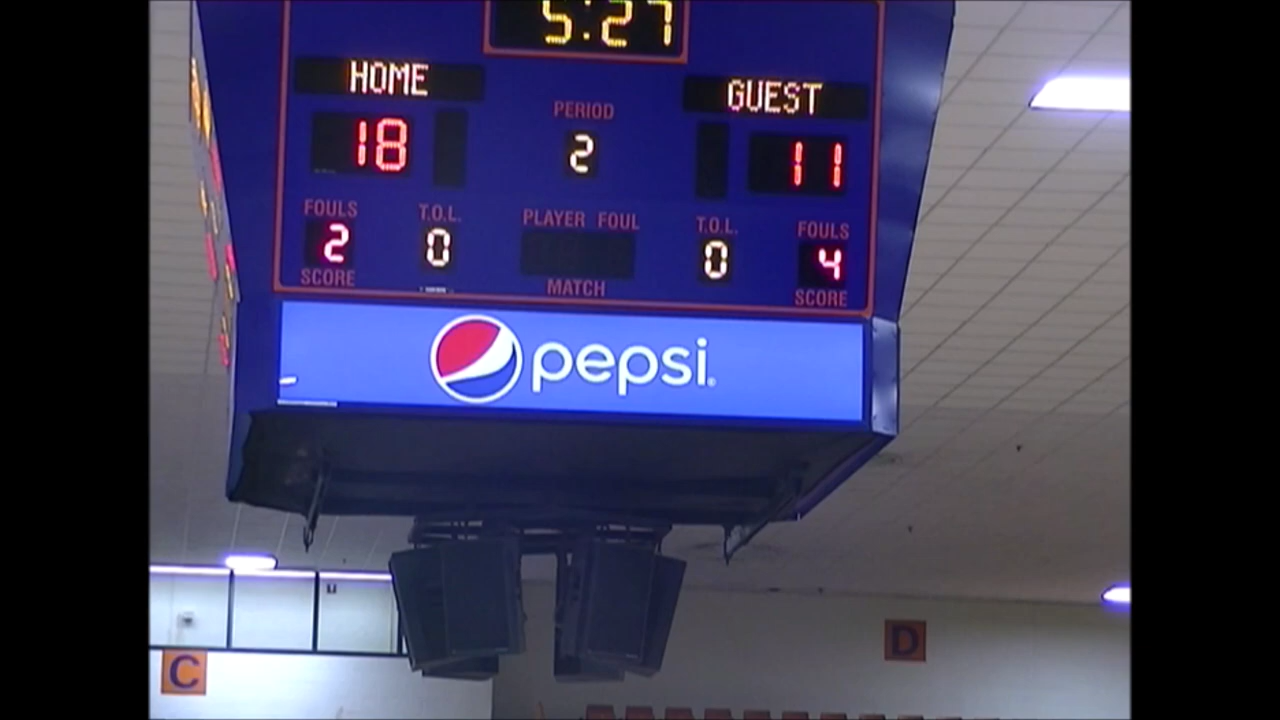 5:27
HOME
GUEST
PERIOD
18
2
11
FOULS
T.O.L.
PLAYER FOUL
T.O.L.
FOULS
2
0
0
4
SCORE
MATCH
SCORE
pepsi
C
D